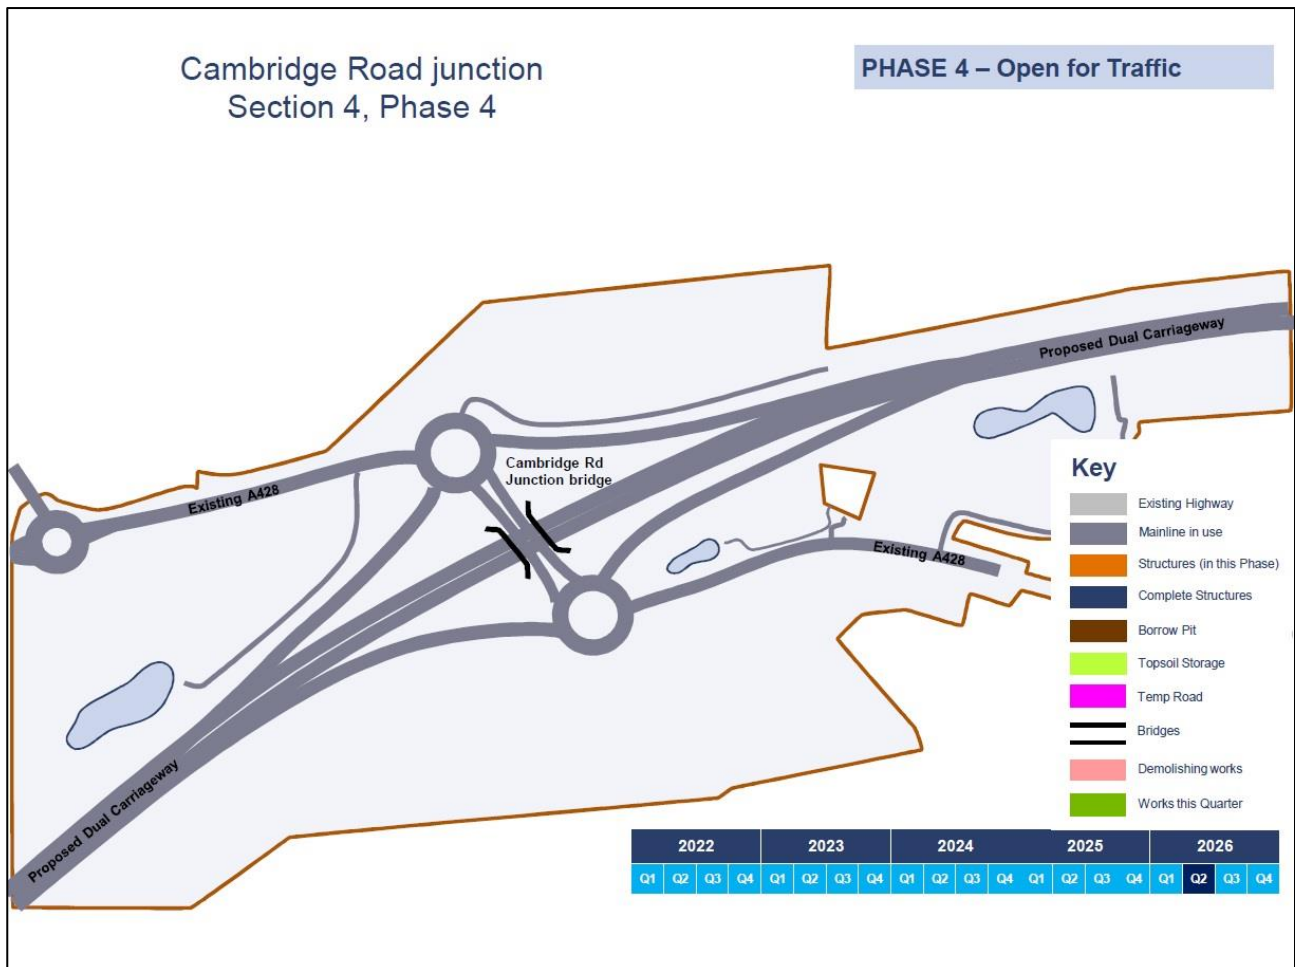 Cambridge Road junction
Section 4, Phase 4
PHASE 4 – Open for Traffic
Proposed Dual Carriageway
Cambridge Rd
Junction bridge
Existing A428
Existing A428
Proposed Dual Carriageway
Key
Existing Highway
Mainline in use
Structures (in this Phase)
Complete Structures
Borrow Pit
Topsoil Storage
Temp Road
Bridges
Demolishing works
Works this Quarter
2022 2023 2024 2025 2026
Q1 Q2 Q3 Q4 Q1 Q2 Q3 Q4 Q1 Q2 Q3 Q4 Q1 Q2 Q3 Q4 Q1 Q2 Q3 Q4